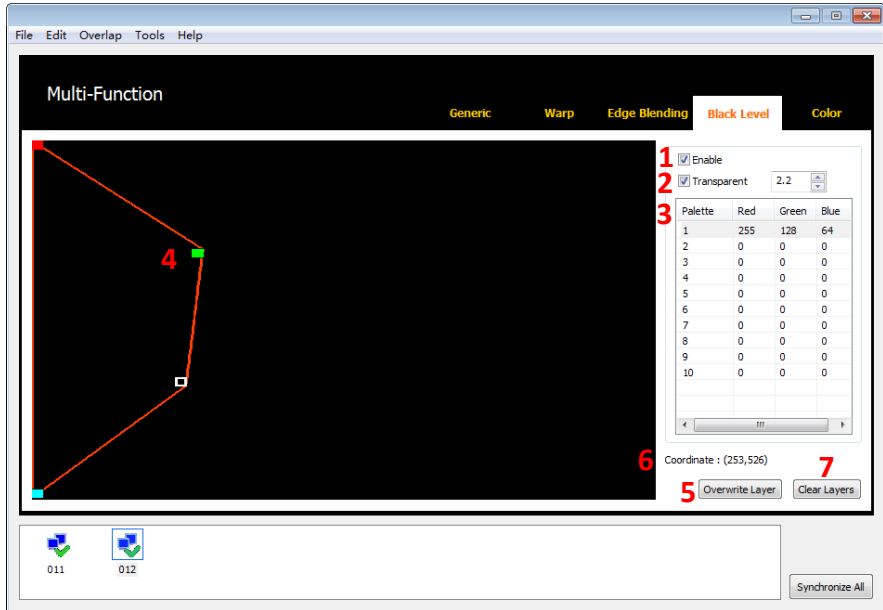 File Edit Overlap Tools Help
Multi-Function
Generic Warp Edge Blending Black Level Color
1 Enable
2 Transparent 2.2
3
Palette Red Green Blue
1 255 128 64
2 0 0 0
3 0 0 0
4 0 0 0
5 0 0 0
6 0 0 0
7 0 0 0
8 0 0 0
9 0 0 0
10 0 0 0
4
6 Coordinate : (253,526)
7
5 Overwrite Layer Clear Layers
011 012
Synchronize All